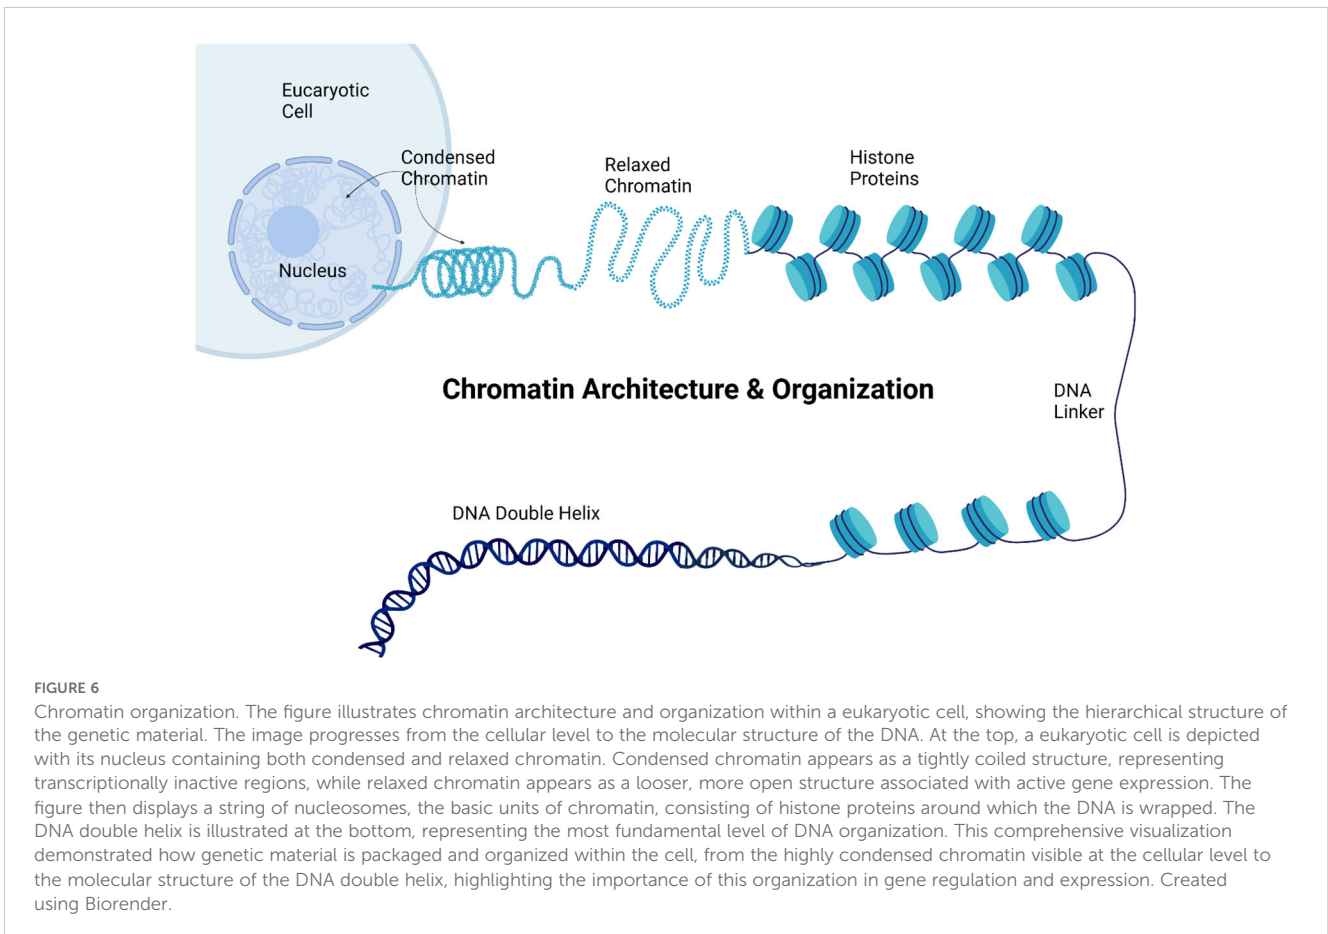 Eucaryotic
Cell
Condensed
Chromatin
Relaxed
Chromatin
Histone
Proteins
Nucleus
Chromatin Architecture & Organization
DNA
Linker
DNA Double Helix
FIGURE 6
Chromatin organization. The figure illustrates chromatin architecture and organization within a eukaryotic cell, showing the hierarchical structure of
the genetic material. The image progresses from the cellular level to the molecular structure of the DNA. At the top, a eukaryotic cell is depicted
with its nucleus containing both condensed and relaxed chromatin. Condensed chromatin appears as a tightly coiled structure, representing
transcriptionally inactive regions, while relaxed chromatin appears as a looser, more open structure associated with active gene expression. The
figure then displays a string of nucleosomes, the basic units of chromatin, consisting of histone proteins around which the DNA is wrapped. The
DNA double helix is illustrated at the bottom, representing the most fundamental level of DNA organization. This comprehensive visualization
demonstrated how genetic material is packaged and organized within the cell, from the highly condensed chromatin visible at the cellular level to
the molecular structure of the DNA double helix, highlighting the importance of this organization in gene regulation and expression. Created
using Biorender.